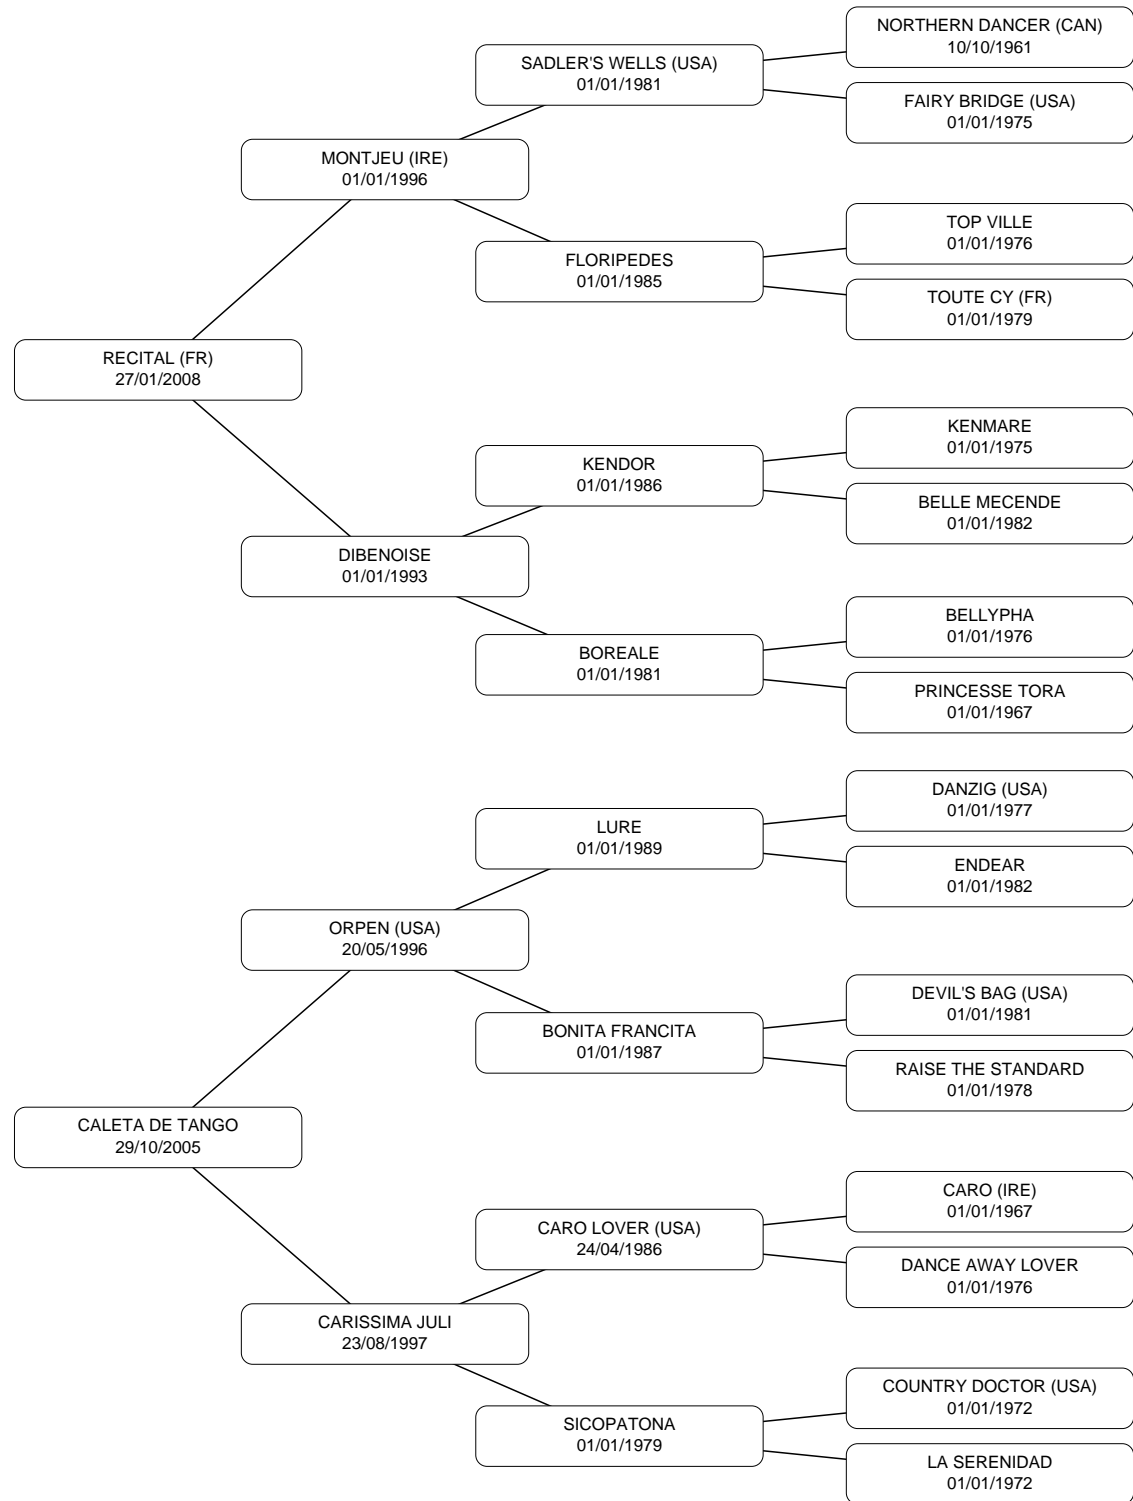 NORTHERN DANCER (CAN)
10/10/1961
SADLER'S WELLS (USA)
01/01/1981
FAIRY BRIDGE (USA)
01/01/1975
MONTJEU (IRE)
01/01/1996
TOP VILLE
01/01/1976
FLORIPEDES
01/01/1985
TOUTE CY (FR)
01/01/1979
RECITAL (FR)
27/01/2008
KENMARE
01/01/1975
KENDOR
01/01/1986
BELLE MECENDE
01/01/1982
DIBENOISE
01/01/1993
BELLYPHA
01/01/1976
BOREALE
01/01/1981
PRINCESSE TORA
01/01/1967
DANZIG (USA)
01/01/1977
LURE
01/01/1989
ENDEAR
01/01/1982
ORPEN (USA)
20/05/1996
DEVIL'S BAG (USA)
01/01/1981
BONITA FRANCITA
01/01/1987
RAISE THE STANDARD
01/01/1978
CALETA DE TANGO
29/10/2005
CARO (IRE)
01/01/1967
CARO LOVER (USA)
24/04/1986
DANCE AWAY LOVER
01/01/1976
CARISSIMA JULI
23/08/1997
COUNTRY DOCTOR (USA)
01/01/1972
SICOPATONA
01/01/1979
LA SERENIDAD
01/01/1972